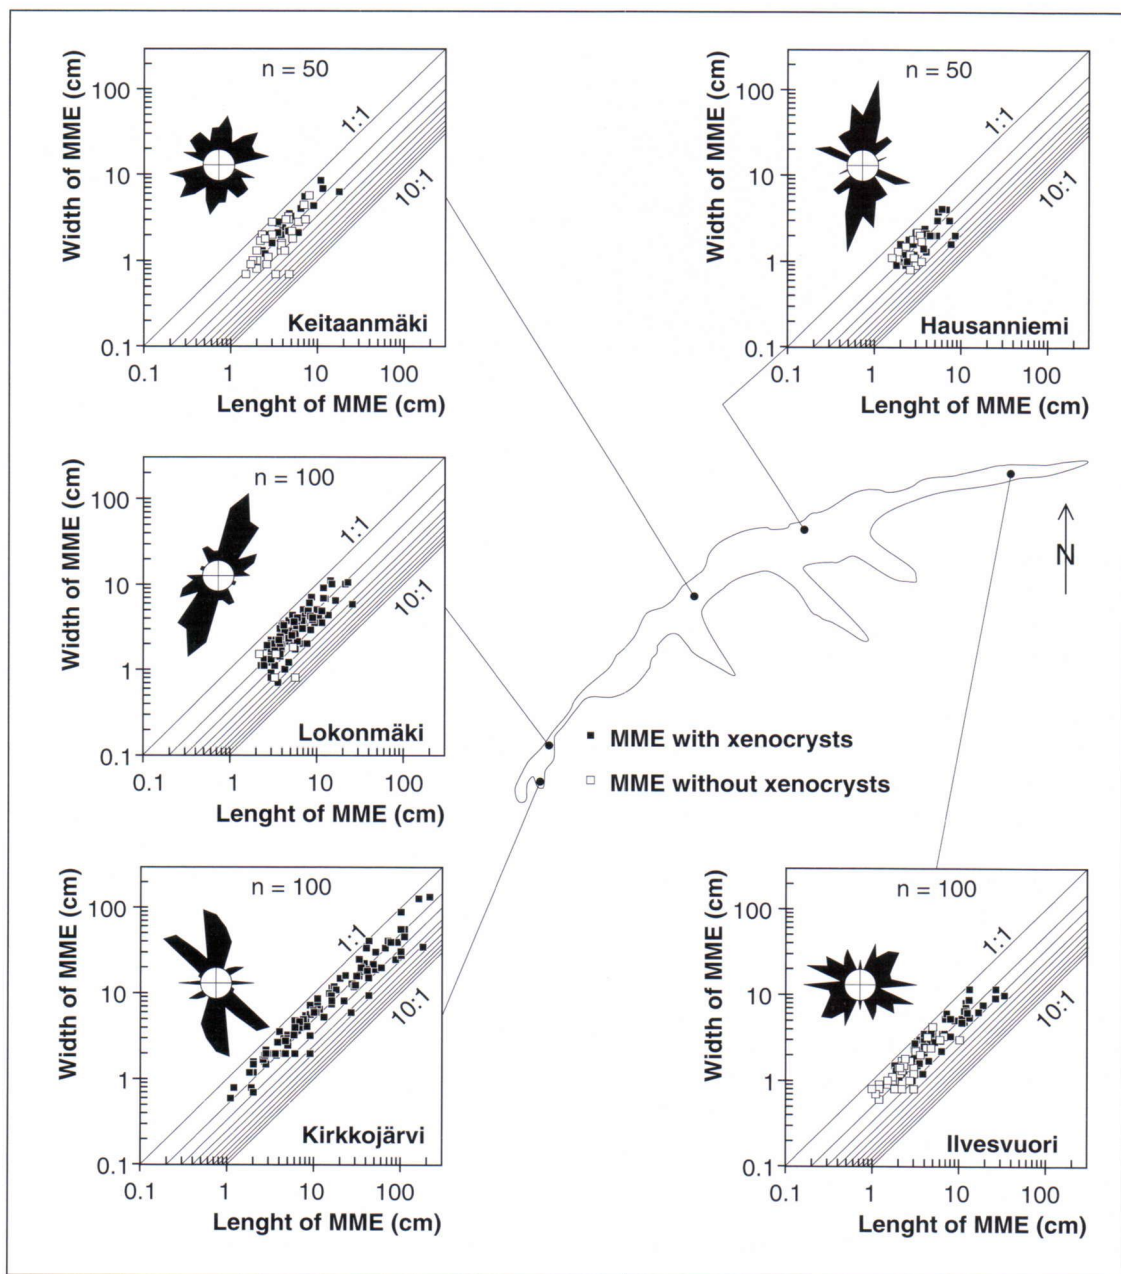 n = 50
Width of MME (cm)
100
10
1
0.1
1:1
10:1
Keitaanmäki
0.1 1 10 100
Lenght of MME (cm)
n = 50
Width of MME (cm)
100
10
1
0.1
1:1
10:1
Hausanniemi
0.1 1 10 100
Lenght of MME (cm)
n = 100
Width of MME (cm)
100
10
1
0.1
1:1
10:1
Lokonmäki
0.1 1 10 100
Lenght of MME (cm)
N
MME with xenocrysts
MME without xenocrysts
n = 100
Width of MME (cm)
100
10
1
0.1
1:1
10:1
Kirkkojärvi
0.1 1 10 100
Lenght of MME (cm)
n = 100
Width of MME (cm)
100
10
1
0.1
1:1
10:1
Ilvesvuori
0.1 1 10 100
Lenght of MME (cm)